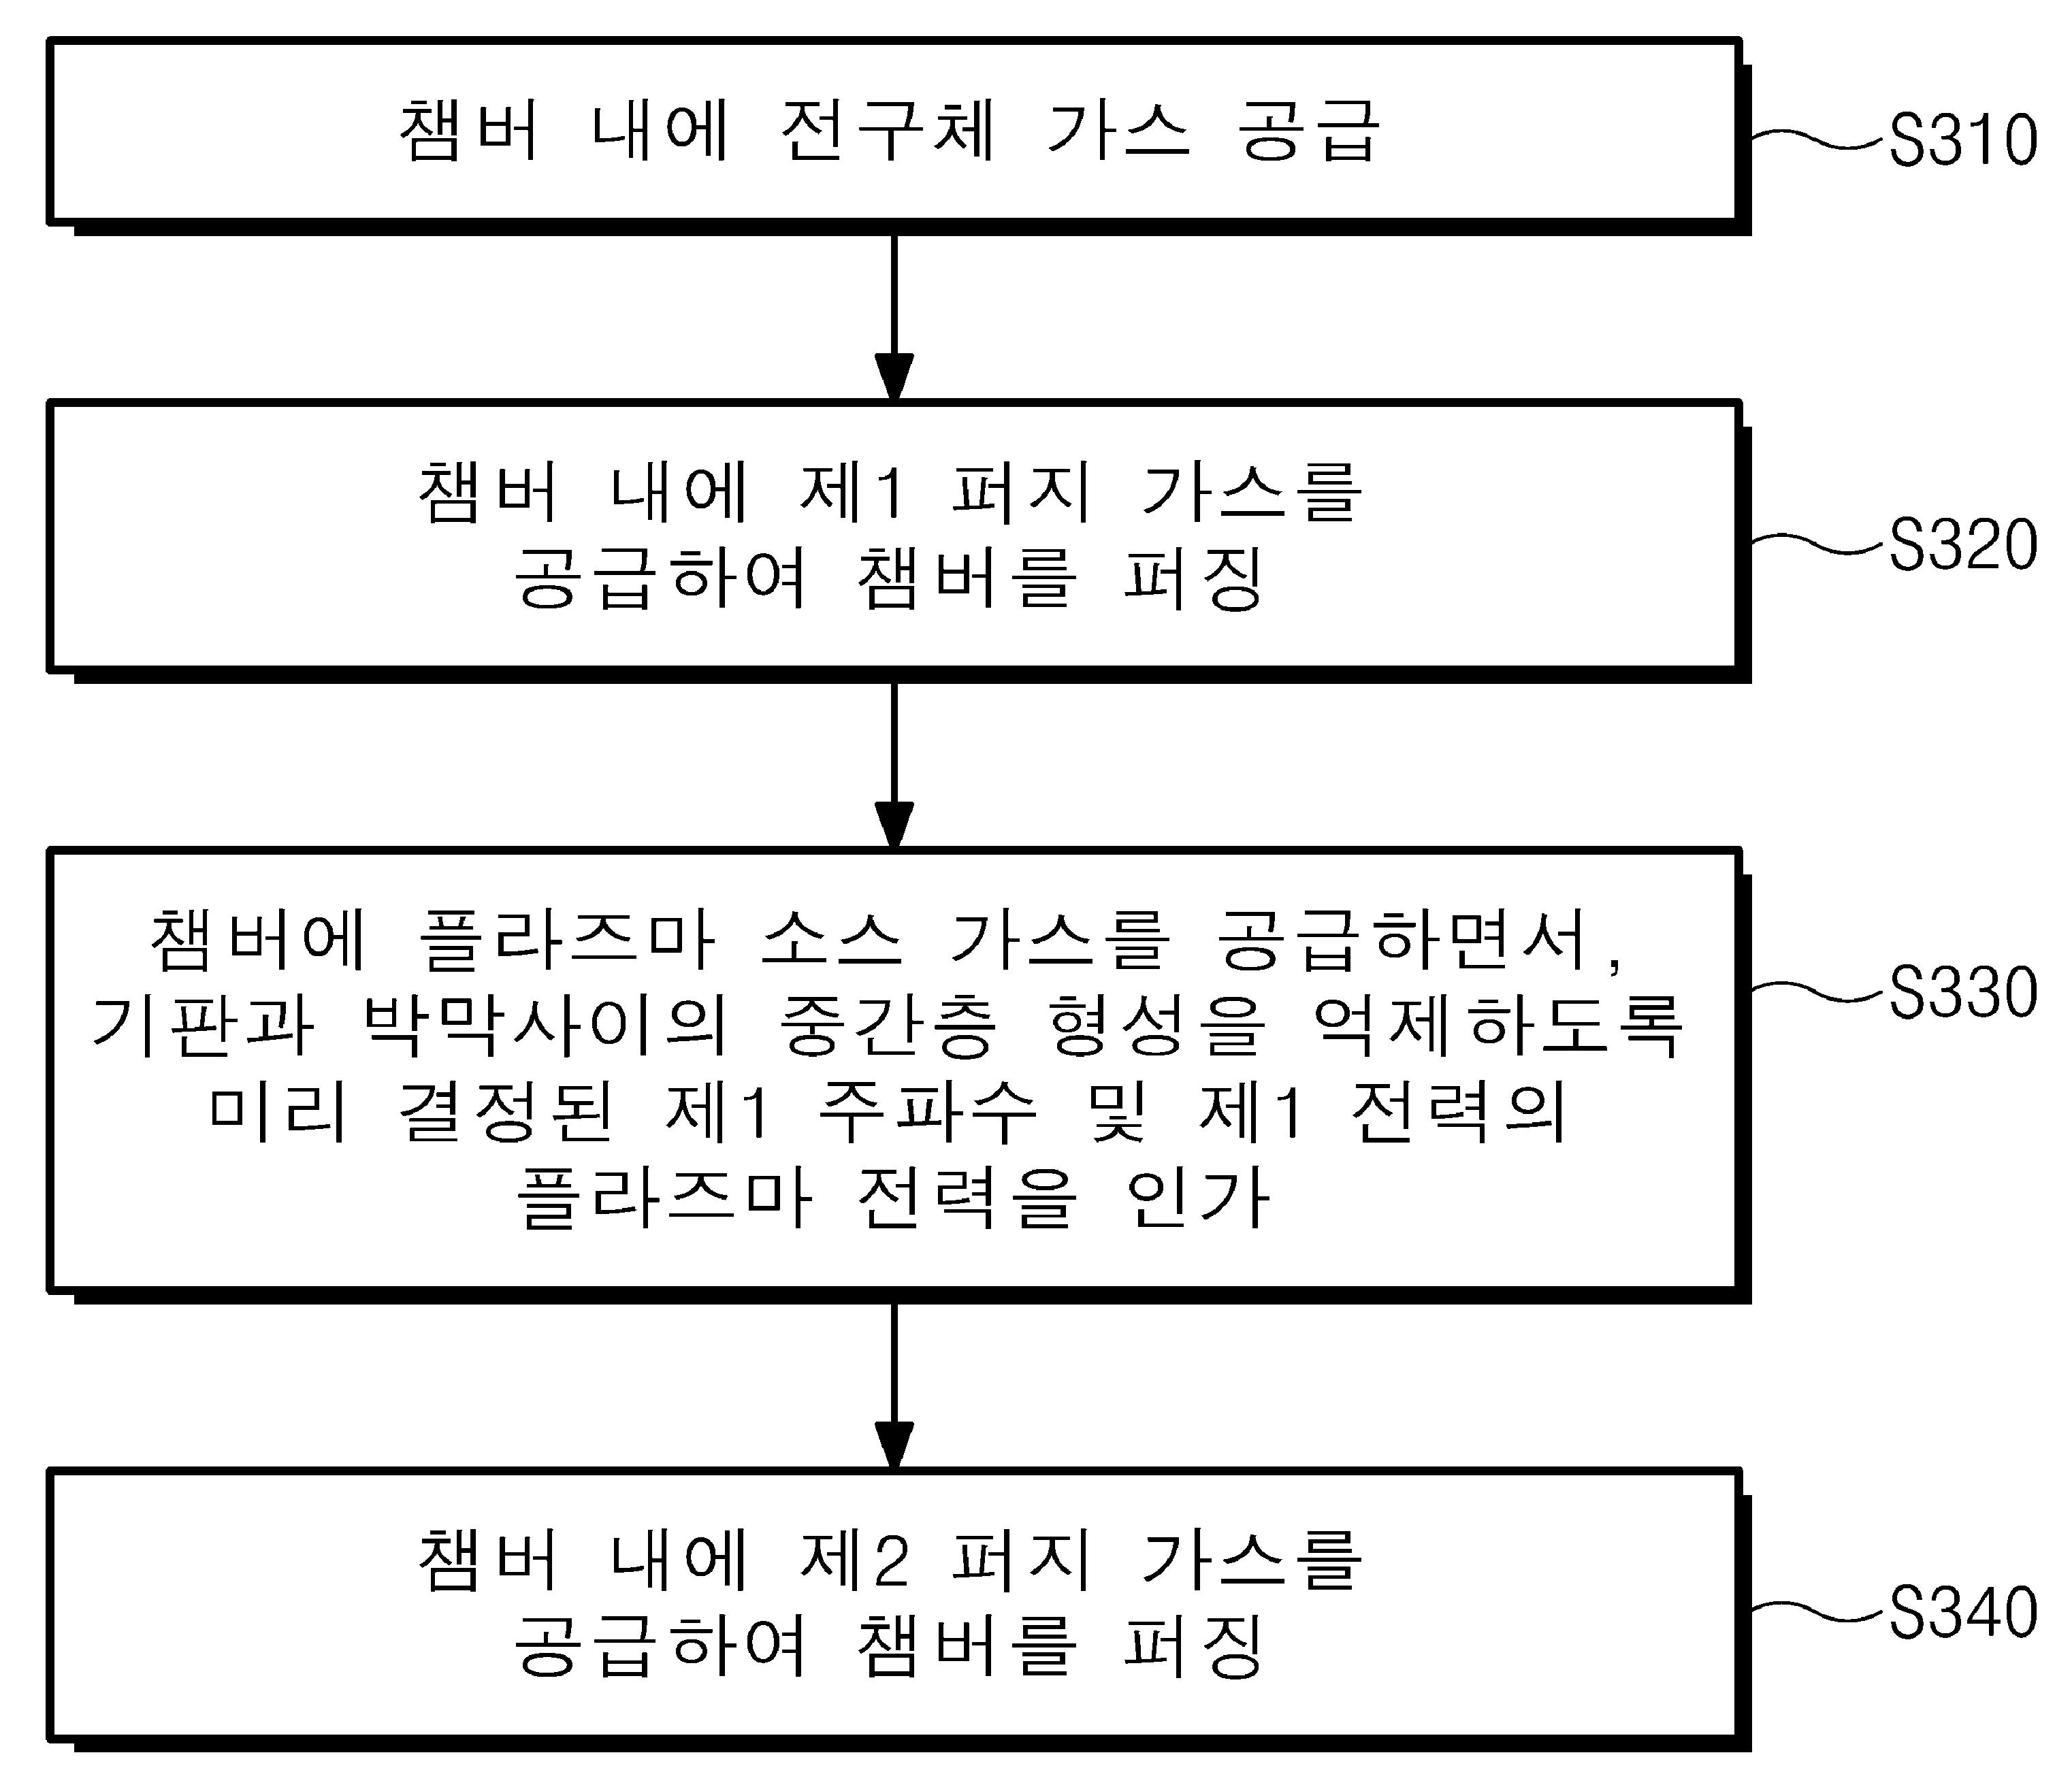 챔버 내에 전구체 가스 공급
S310
챔버 내에 제1 퍼지 가스를
공급하여 챔버를 퍼징
S320
챔버에 플라즈마 소스 가스를 공급하면서,
기판과 박막사이의 중간층 형성을 억제하도록
미리 결정된 제1 주파수 및 제1 전력의
플라즈마 전력을 인가
S330
챔버 내에 제2 퍼지 가스를
공급하여 챔버를 퍼징
S340